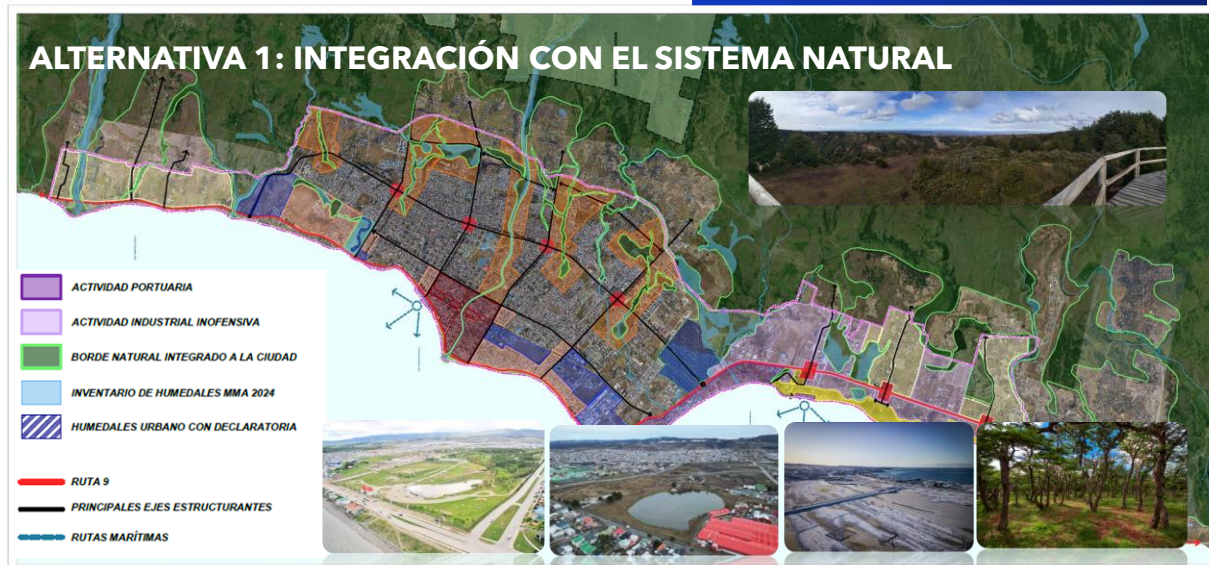 ALTERNATIVA 1: INTEGRACIÓN CON EL SISTEMA NATURAL
ACTIVIDAD PORTUARIA
ACTIVIDAD INDUSTRIAL INOFENSIVA
BORDE NATURAL INTEGRADO A LA CIUDAD
INVENTARIO DE HUMEDALES MMA 2024
HUMEDALES URBANO CON DECLARATORIA
RUTA 9
PRINCIPALES EJES ESTRUCTURANTES
RUTAS MARÍTIMAS